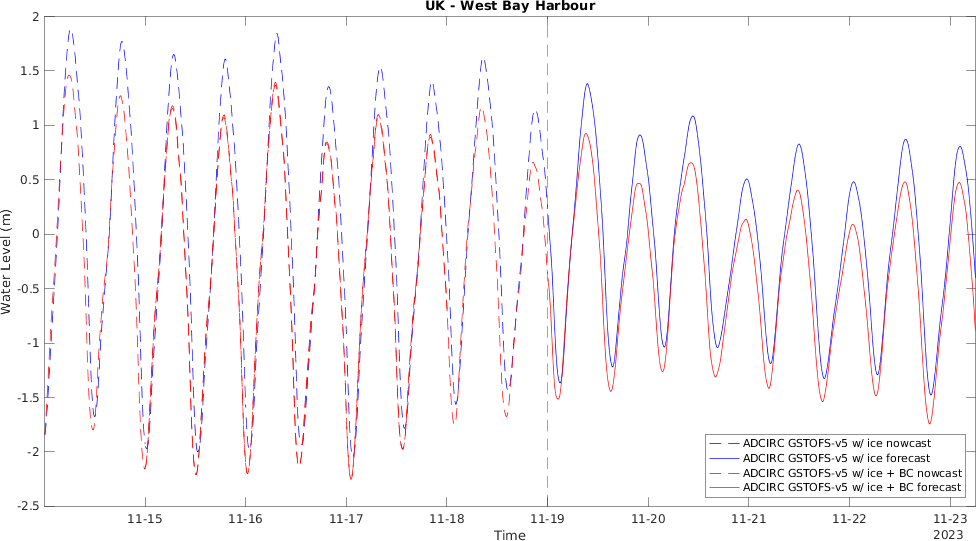 UK - West Bay Harbour
2
1.5
1
0.5
0
-0.5
-1
-1.5
-2
-2.5
Water Level (m)
ADCIRC GSTOFS-v5 w/ ice nowcast
ADCIRC GSTOFS-v5 w/ ice forecast
ADCIRC GSTOFS-v5 w/ ice + BC nowcast
ADCIRC GSTOFS-v5 w/ ice + BC forecast
11-15 11-16 11-17 11-18 11-19 11-20 11-21 11-22 11-23
Time 2023